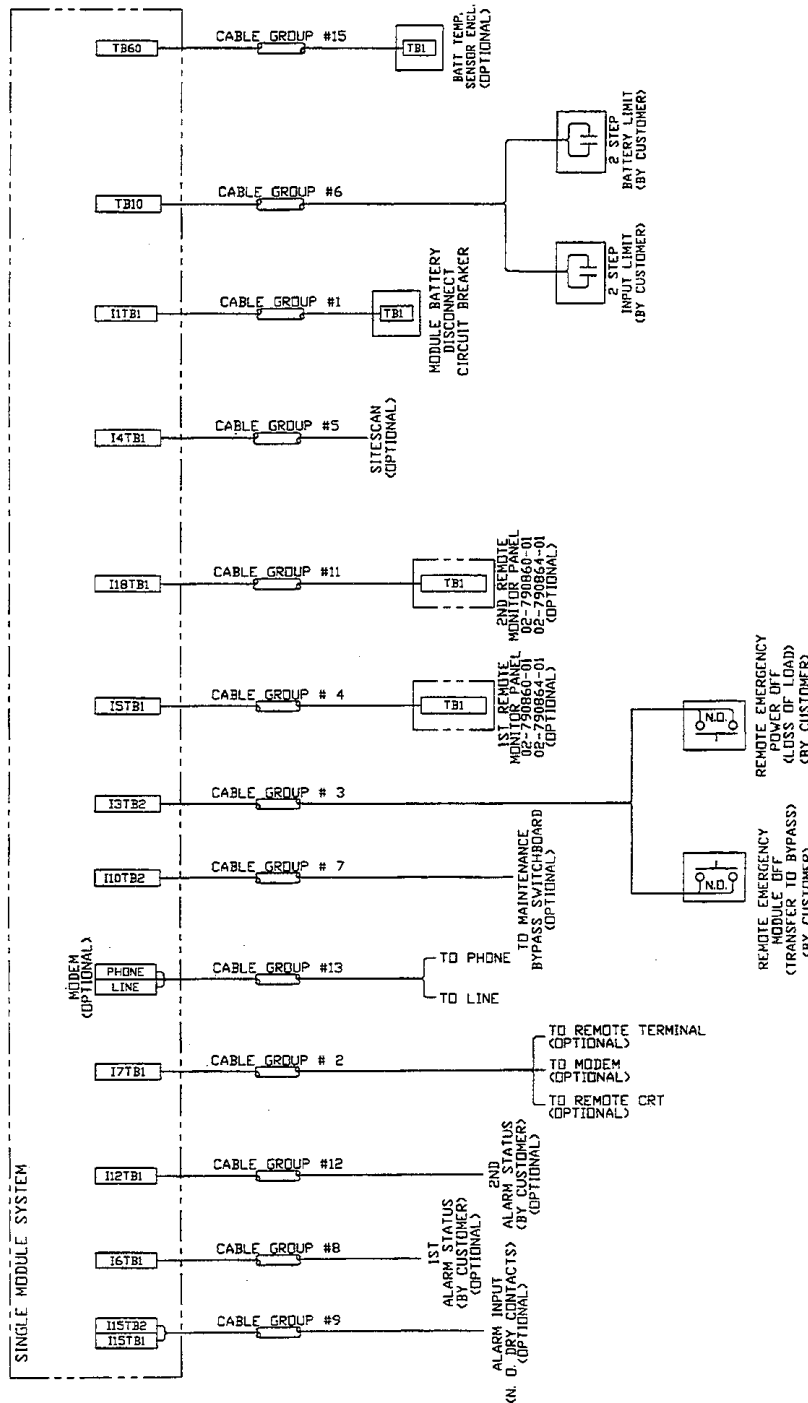 TB60
CABLE GROUP #15
TB1
BATT TEMP.
SENSOR ENCL.
(OPTIONAL)
TB10
CABLE GROUP #6
2 STEP
BATTERY LIMIT
(BY CUSTOMER)
2 STEP
INPUT LIMIT
(BY CUSTOMER)
I1TB1
CABLE GROUP #1
TB1
MODULE BATTERY
DISCONNECT
CIRCUIT BREAKER
I4TB1
CABLE GROUP #5
SITESCAN
(OPTIONAL)
I18TB1
CABLE GROUP #11
TB1
2ND REMOTE
MONITOR PANEL
02-790860-01
02-790864-01
(OPTIONAL)
I5TB1
CABLE GROUP # 4
TB1
1ST REMOTE
MONITOR PANEL
02-790860-01
02-790864-01
(OPTIONAL)
I3TB2
CABLE GROUP # 3
N.O.
REMOTE EMERGENCY
POWER OFF
(LOSS OF LOAD)
(BY CUSTOMER)
N.O.
REMOTE EMERGENCY
MODULE OFF
(TRANSFER TO BYPASS)
(BY CUSTOMER)
I10TB2
CABLE GROUP # 7
TO MAINTENANCE
BYPASS SWITCHBOARD
(OPTIONAL)
MODEM
(OPTIONAL)
PHONE
LINE
CABLE GROUP #13
TO PHONE
TO LINE
I7TB1
CABLE GROUP # 2
TO REMOTE TERMINAL
(OPTIONAL)
TO MODEM
(OPTIONAL)
TO REMOTE CRT
(OPTIONAL)
I12TB1
CABLE GROUP #12
2ND
ALARM STATUS
(BY CUSTOMER)
(OPTIONAL)
I6TB1
CABLE GROUP #8
1ST
ALARM STATUS
(BY CUSTOMER)
(OPTIONAL)
I15TB2
I15TB1
CABLE GROUP #9
ALARM INPUT
(N. O. DRY CONTACTS)
(OPTIONAL)
SINGLE MODULE SYSTEM